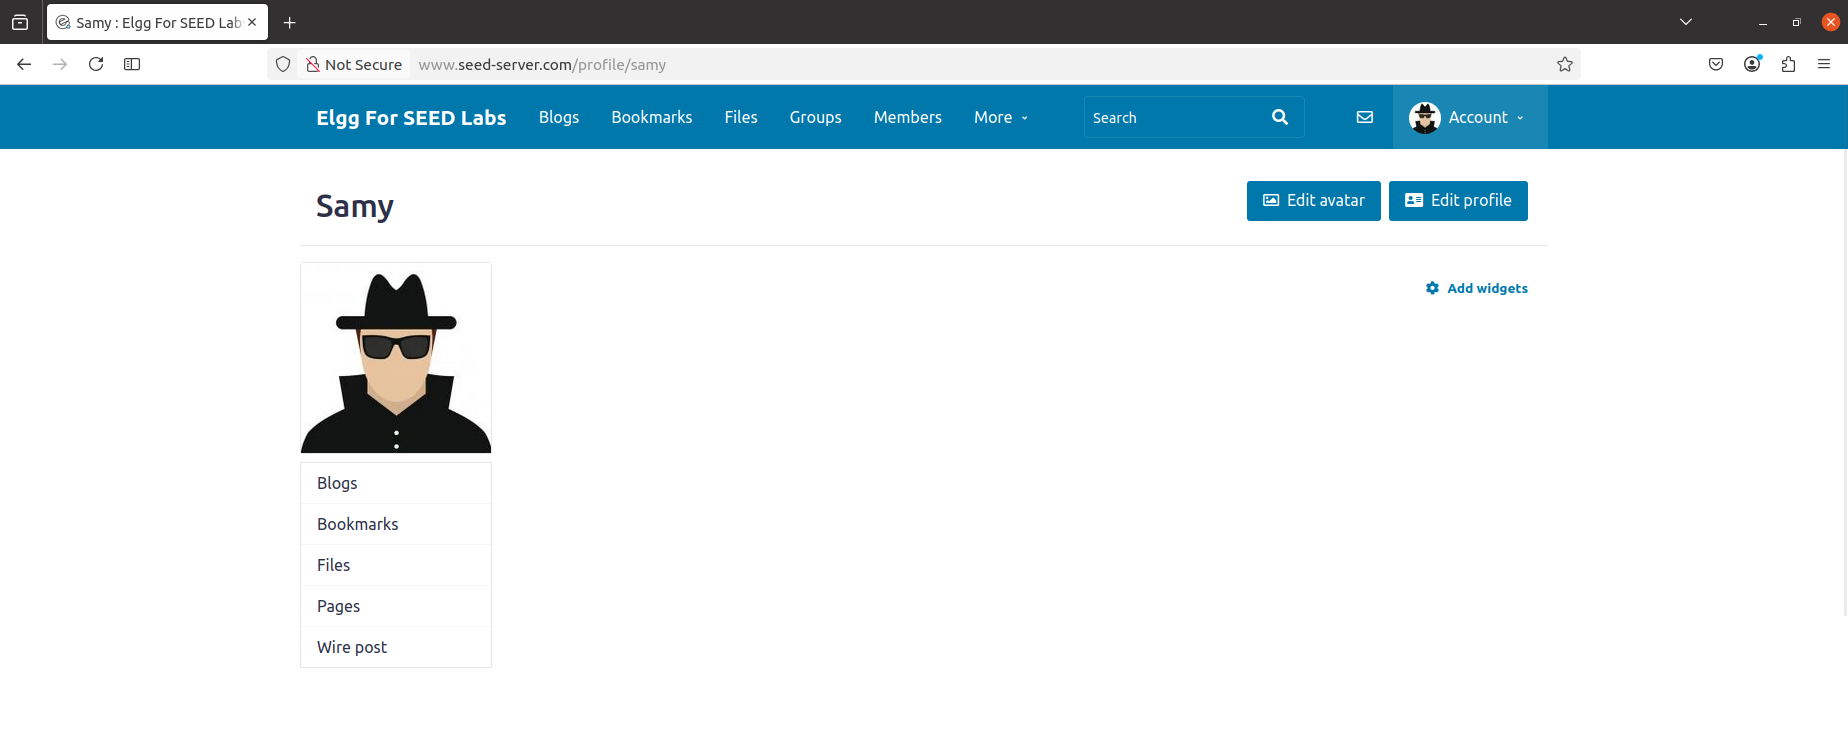 Samy : Elgg For SEED Lab
Not Secure www.seed-server.com/profile/samy
Elgg For SEED Labs Blogs Bookmarks Files Groups Members More Search Account
Samy
Edit avatar Edit profile
Add widgets
Blogs
Bookmarks
Files
Pages
Wire post